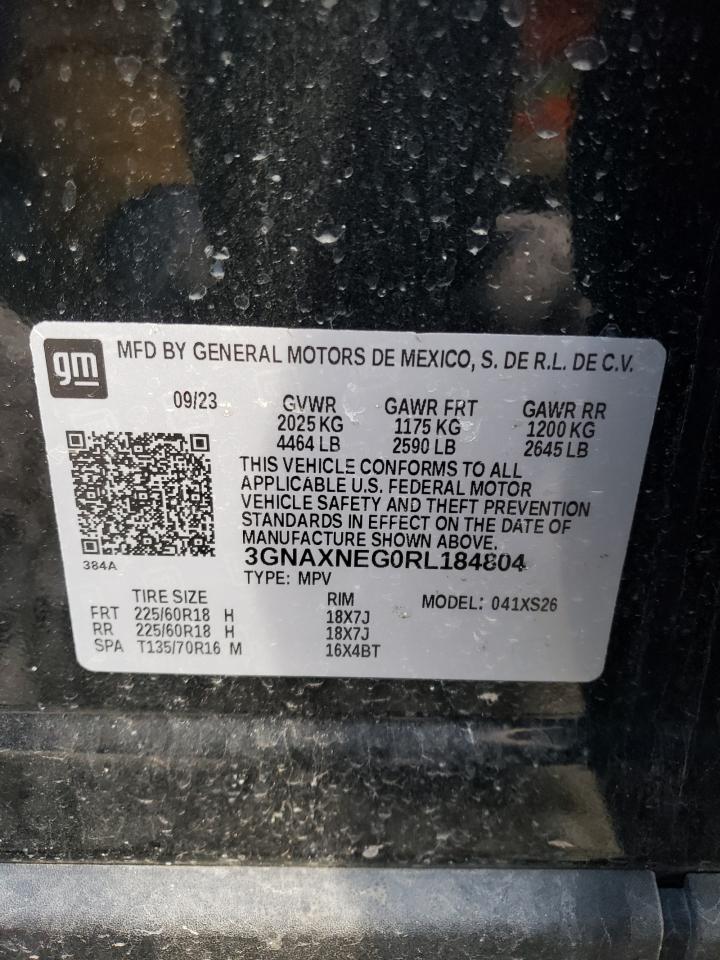 gm MFD BY GENERAL MOTORS DE MEXICO, S. DE R.L. DE C.V.
09/23 GVWR GAWR FRT GAWR RR
2025 KG 1175 KG 1200 KG
4464 LB 2590 LB 2645 LB
THIS VEHICLE CONFORMS TO ALL
APPLICABLE U.S. FEDERAL MOTOR
VEHICLE SAFETY AND THEFT PREVENTION
STANDARDS IN EFFECT ON THE DATE OF
MANUFACTURE SHOWN ABOVE.
3GNAXNEG0RL184804
384A
TYPE: MPV
TIRE SIZE RIM MODEL: 041XS26
FRT 225/60R18 H 18X7J
RR 225/60R18 H 18X7J
SPA T135/70R16 M 16X4BT